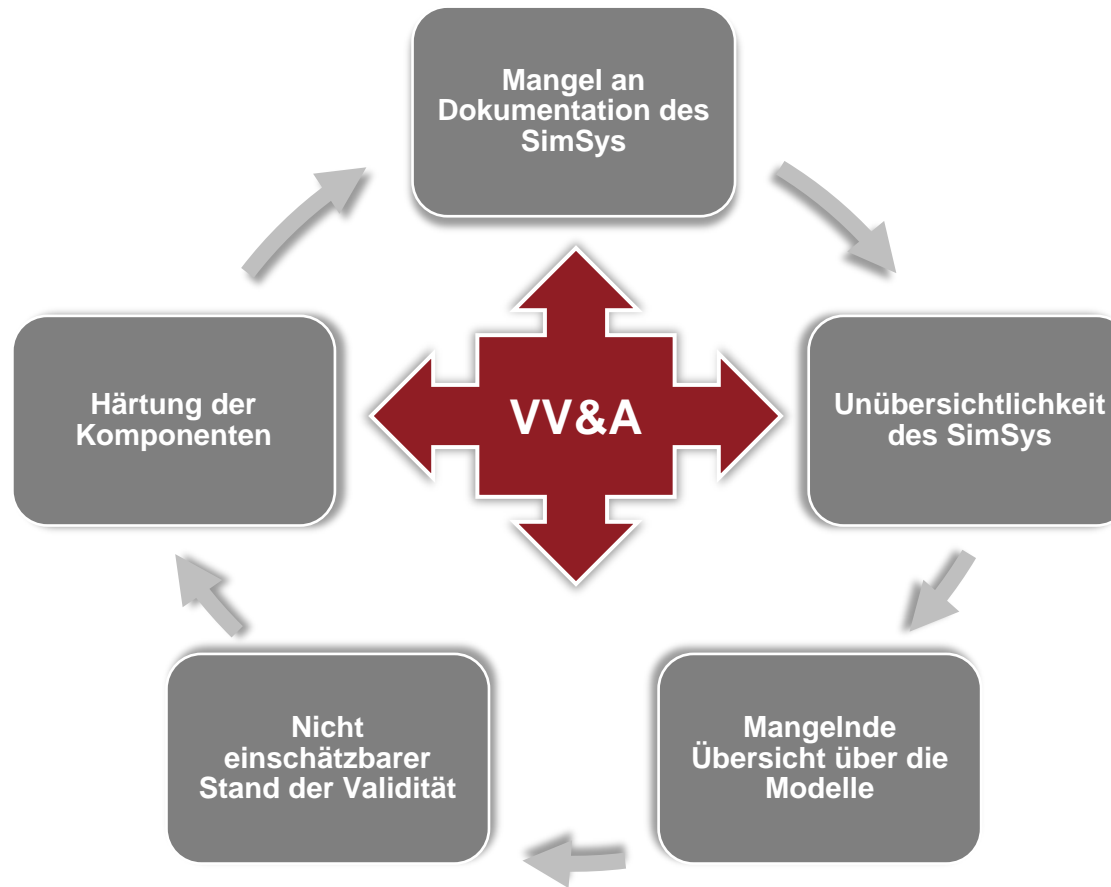 Mangel an
Dokumentation des
SimSys
Härtung der
Komponenten
VV&A
Unübersichtlichkeit
des SimSys
Nicht
einschätzbarer
Stand der Validität
Mangelnde
Übersicht über die
Modelle